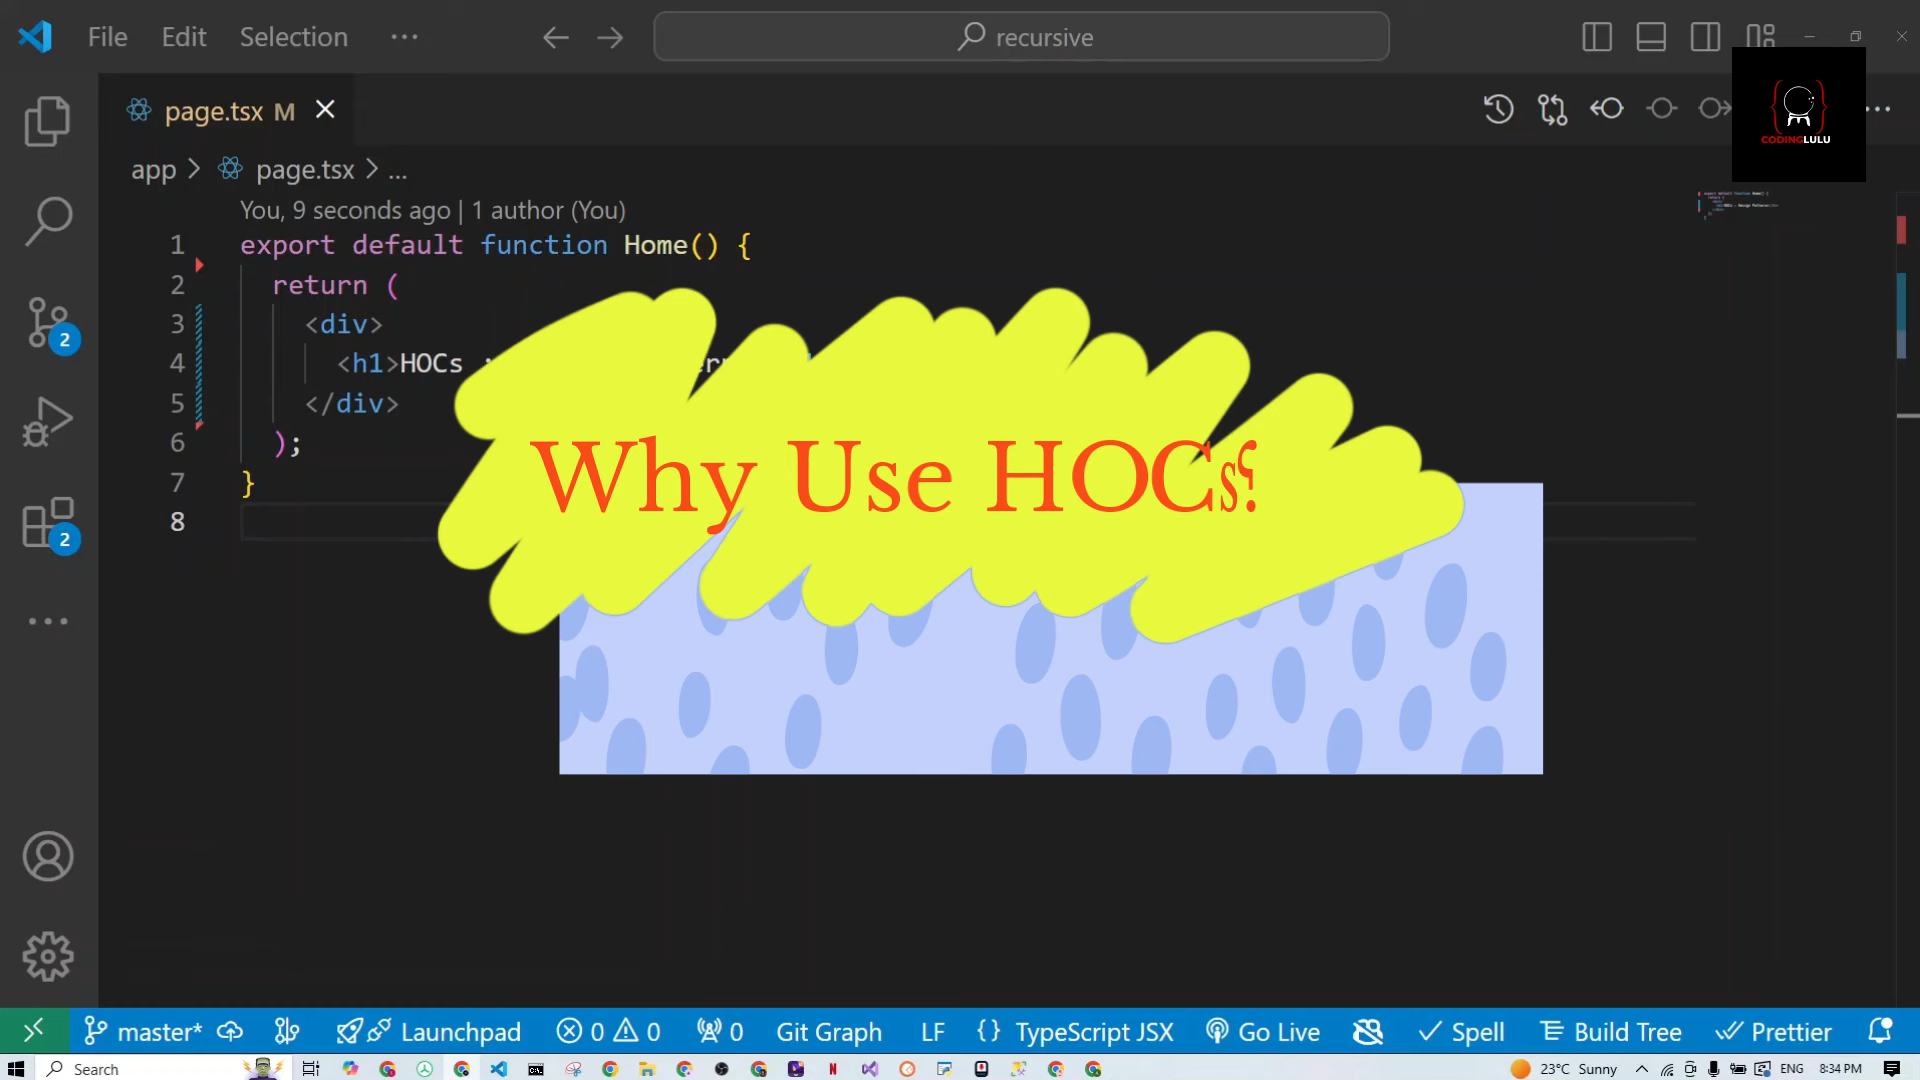 File Edit Selection ...
recursive
page.tsx M
CODINGLULU
app > page.tsx > ...
You, 9 seconds ago | 1 author (You)
1 export default function Home() {
2 return (
3 <div>
4 <h1>HOCs
5 </div>
6 );
7 }
8
Why Use HOCs?
2
2
master* Launchpad 0 0 0 Git Graph LF {} TypeScript JSX Go Live Spell Build Tree Prettier
Search 23°C Sunny ENG 8:34 PM